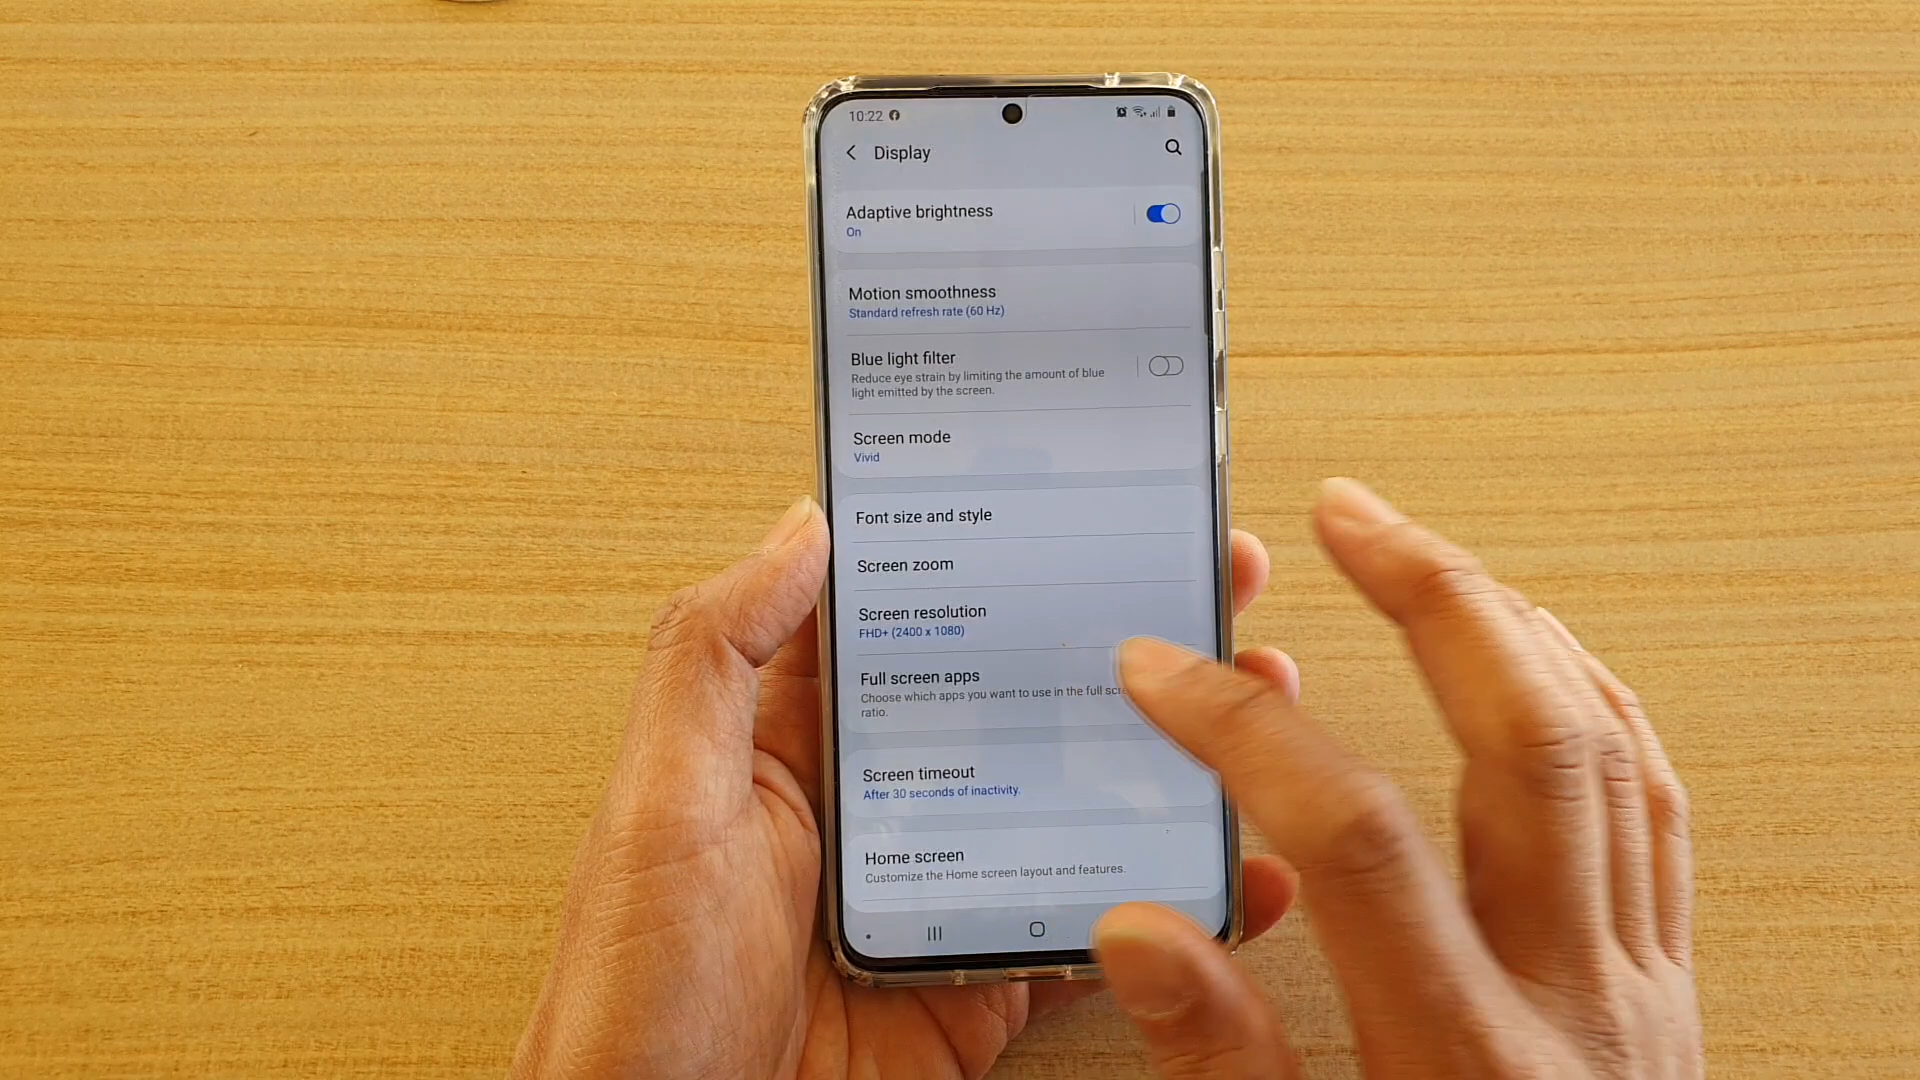 10:22
Display
Adaptive brightness
On
Motion smoothness
Standard refresh rate (60 Hz)
Blue light filter
Reduce eye strain by limiting the amount of blue
light emitted by the screen.
Screen mode
Vivid
Font size and style
Screen zoom
Screen resolution
FHD+ (2400 x 1080)
Full screen apps
Choose which apps you want to use in the full
ratio.
Screen timeout
After 30 seconds of inactivity.
Home screen
Customize the Home screen layout and features.